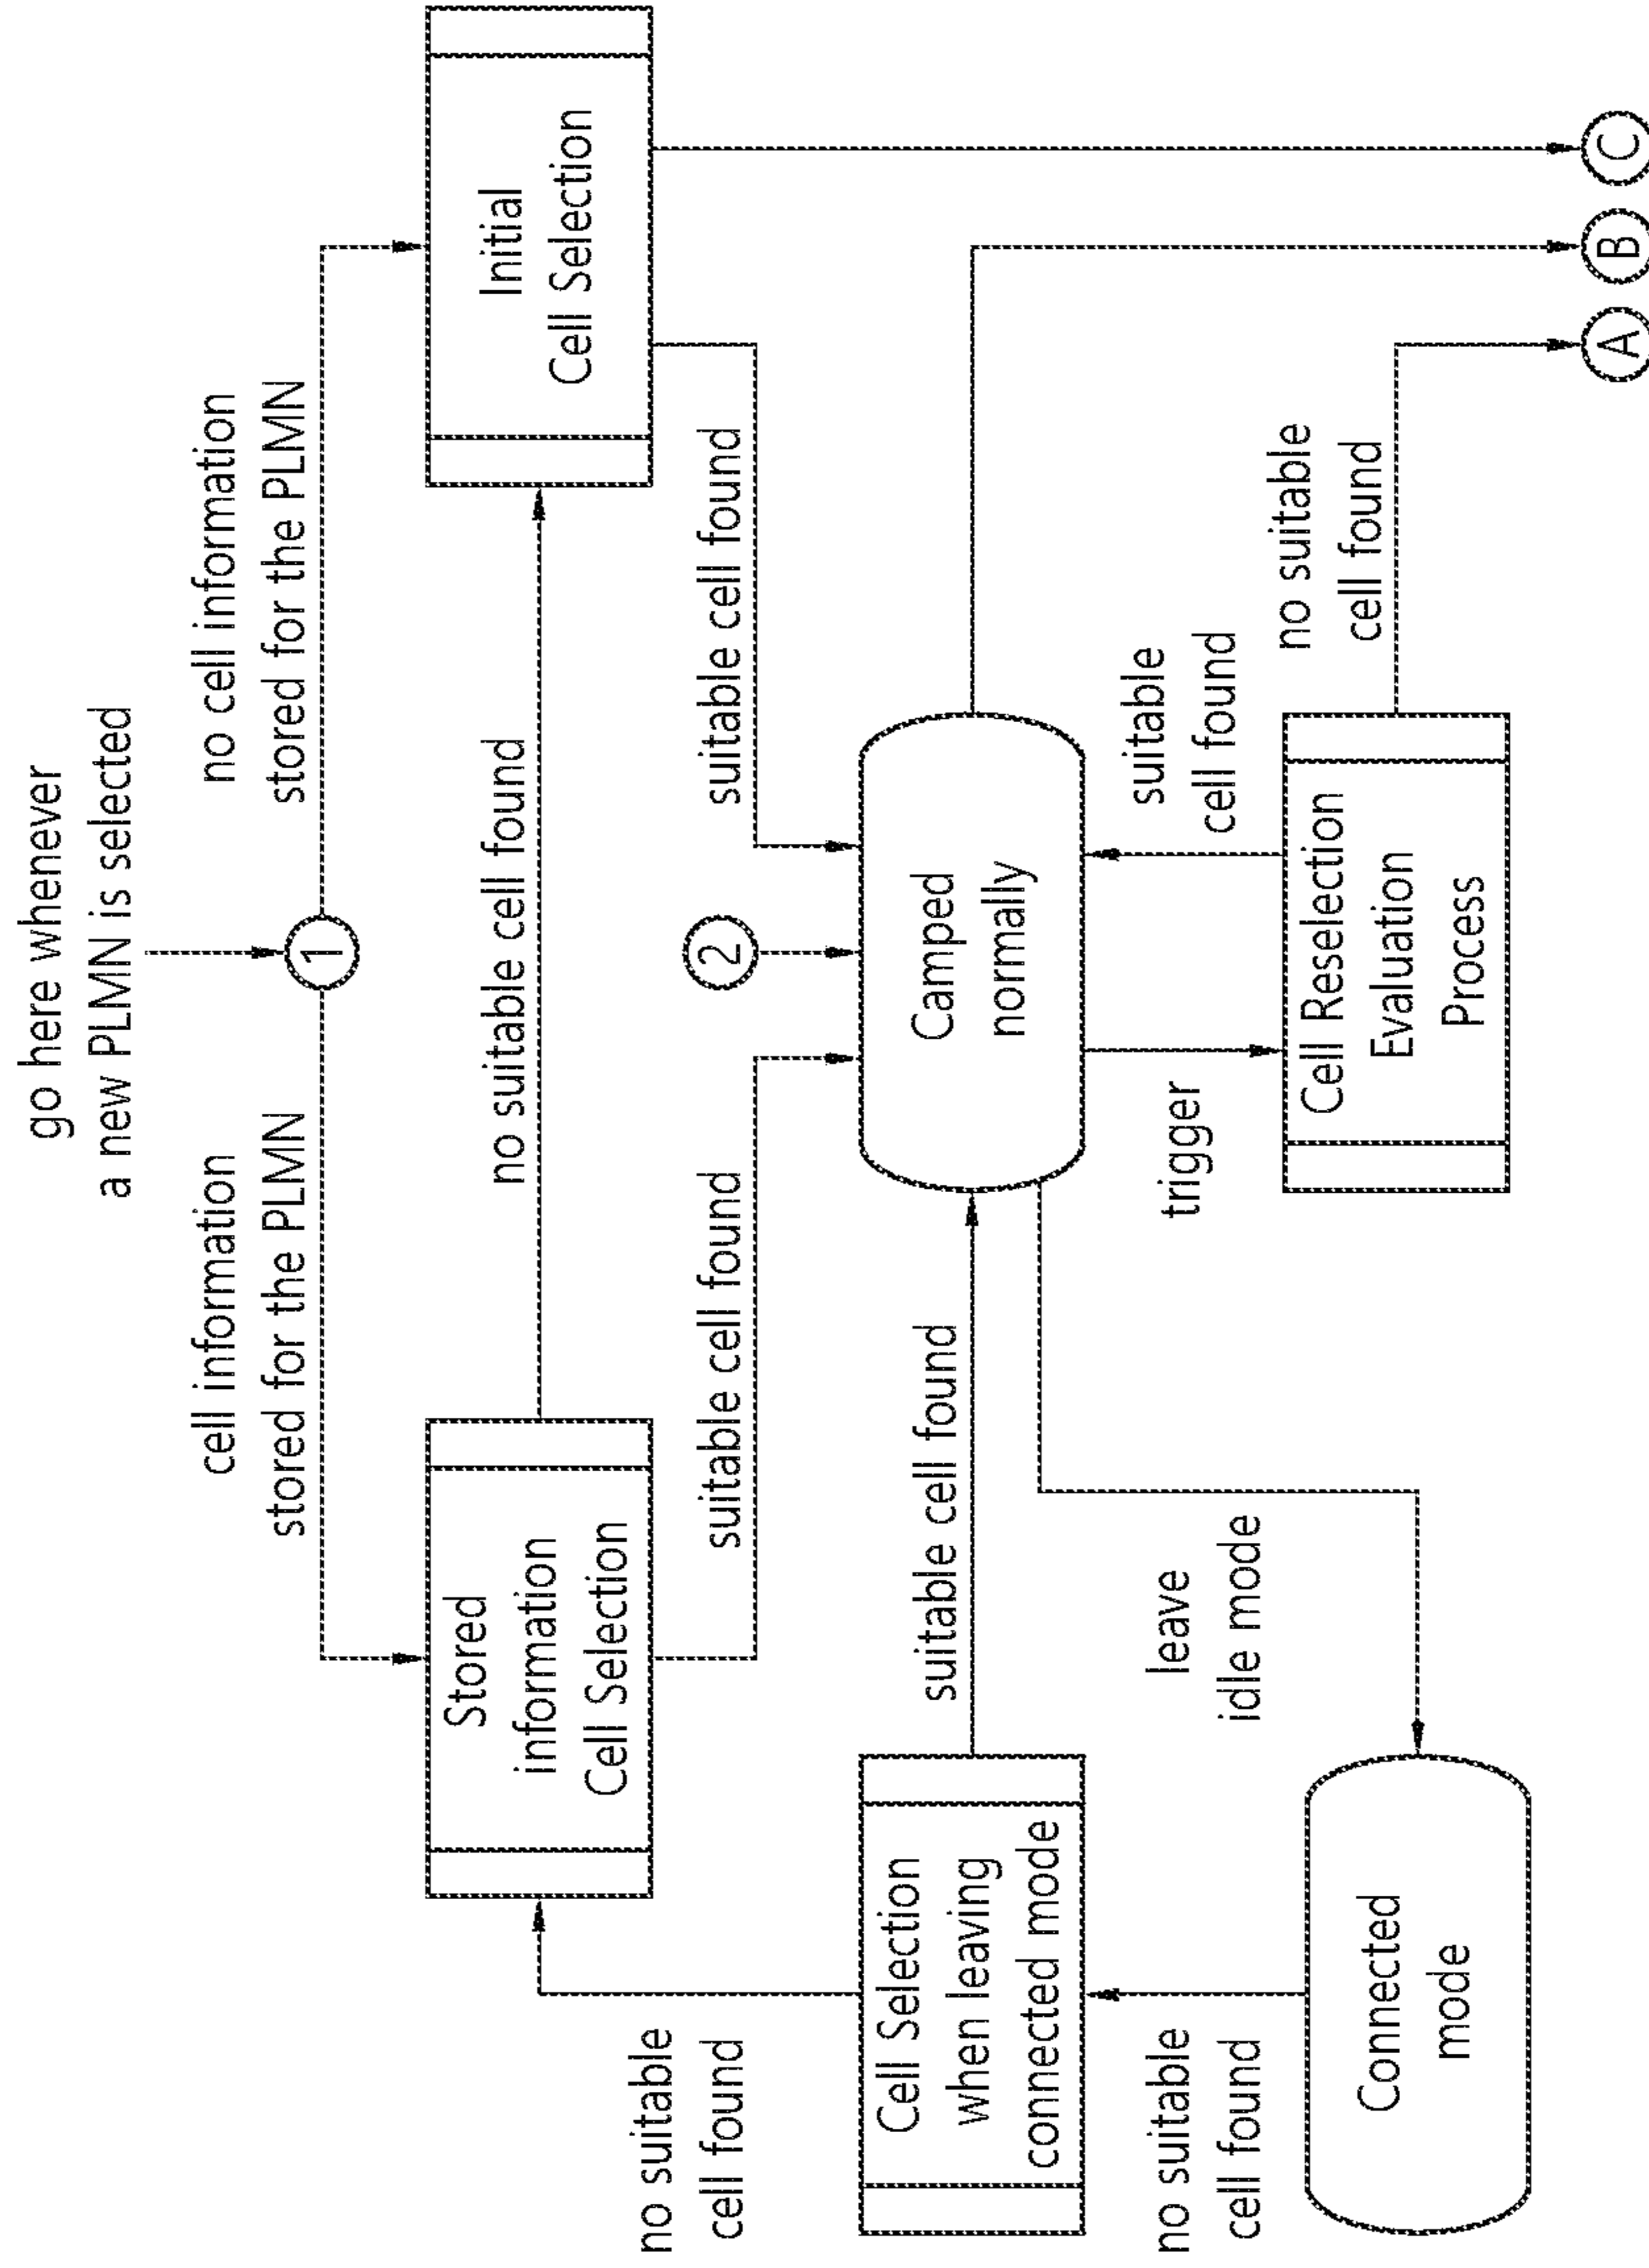 go here whenever
a new PLMN is selected
cell information
stored for the PLMN
1
no cell information
stored for the PLMN
Stored
information
Cell Selection
no suitable cell found
Initial
Cell Selection
no suitable
cell found
suitable cell found
2
suitable cell found
Cell Selection
when leaving
connected mode
suitable cell found
Camped
normally
no suitable
cell found
leave
idle mode
trigger
suitable
cell found
no suitable
cell found
Connected
mode
Cell Reselection
Evaluation
Process
A
B
C